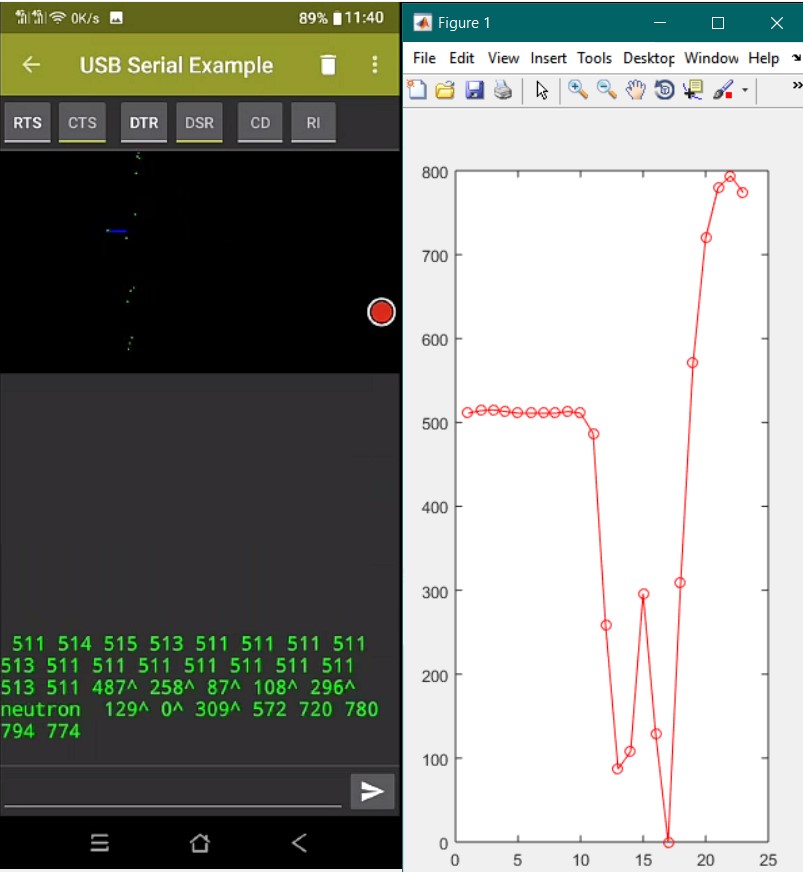 0K/s 89% 11:40
USB Serial Example
RTS CTS DTR DSR CD RI
511 514 515 513 511 511 511 511
513 511 511 511 511 511 511 511
513 511 487^ 258^ 87^ 108^ 296^
neutron 129^ 0^ 309^ 572 720 780
794 774
Figure 1
File Edit View Insert Tools Desktop Window Help
800
700
600
500
400
300
200
100
0
0 5 10 15 20 25